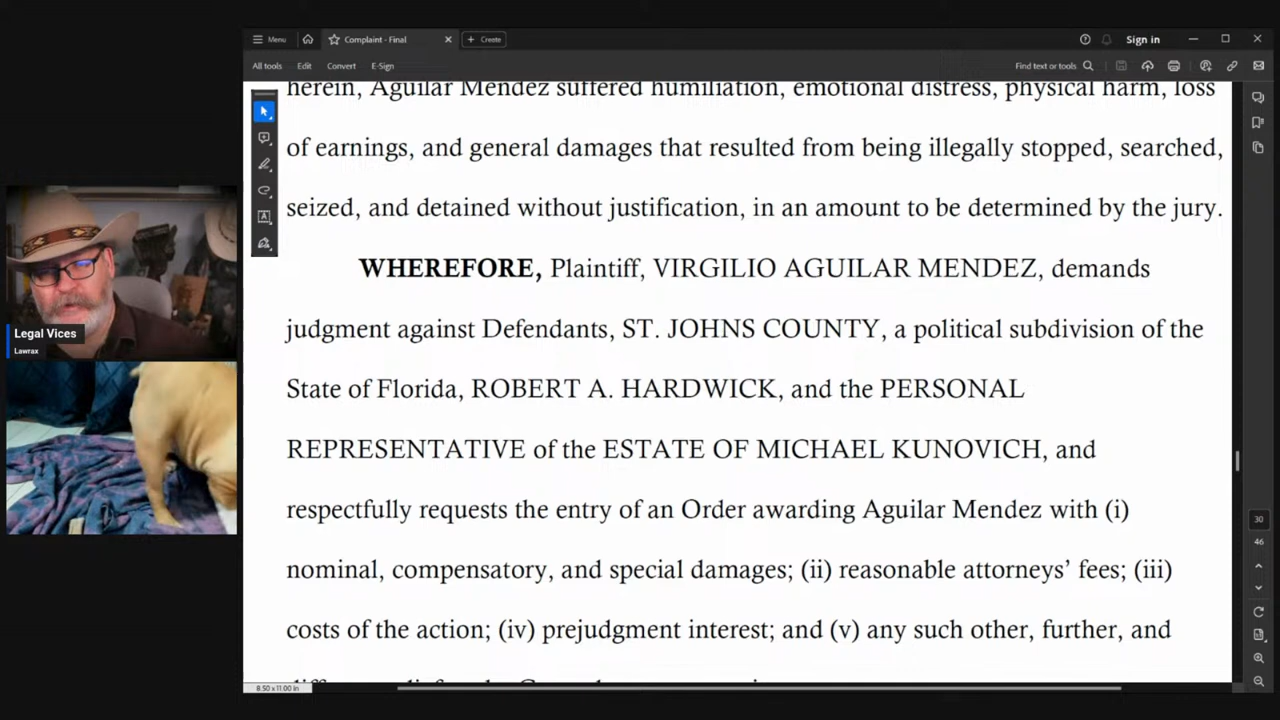 Menu
Complaint - Final
Create
Sign in
All tools
Edit
Convert
E-Sign
Find text or tools
herein, Aguilar Mendez suffered humiliation, emotional distress, physical harm, loss
of earnings, and general damages that resulted from being illegally stopped, searched,
seized, and detained without justification, in an amount to be determined by the jury.
WHEREFORE, Plaintiff, VIRGILIO AGUILAR MENDEZ, demands
judgment against Defendants, ST. JOHNS COUNTY, a political subdivision of the
State of Florida, ROBERT A. HARDWICK, and the PERSONAL
REPRESENTATIVE of the ESTATE OF MICHAEL KUNOVICH, and
respectfully requests the entry of an Order awarding Aguilar Mendez with (i)
nominal, compensatory, and special damages; (ii) reasonable attorneys’ fees; (iii)
costs of the action; (iv) prejudgment interest; and (v) any such other, further, and
Legal Vices
Lawrax
30
46
8.50 x 11.00 in